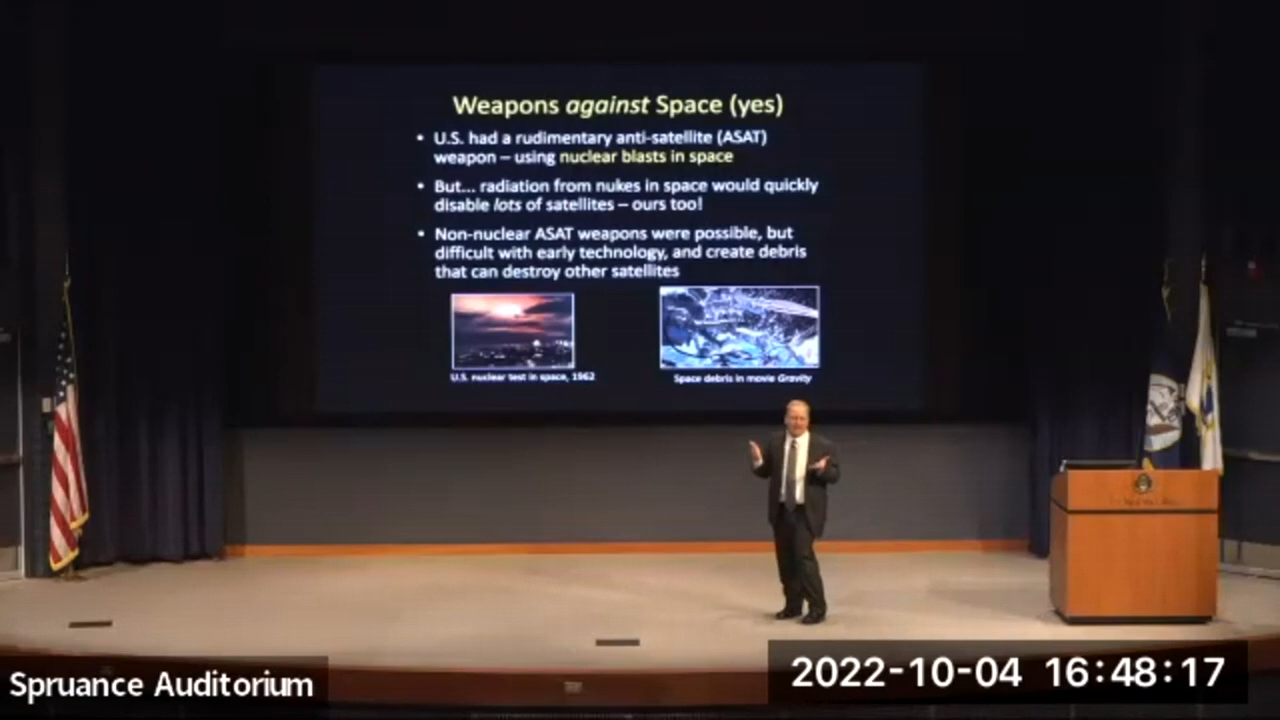 Weapons against Space (yes)
• U.S. had a rudimentary anti-satellite (ASAT)
weapon – using nuclear blasts in space
• But... radiation from nukes in space would quickly
disable lots of satellites – ours too!
• Non-nuclear ASAT weapons were possible, but
difficult with early technology, and create debris
that can destroy other satellites
U.S. nuclear test in space, 1962
Space debris in movie Gravity
Spruance Auditorium
2022-10-04 16:48:17